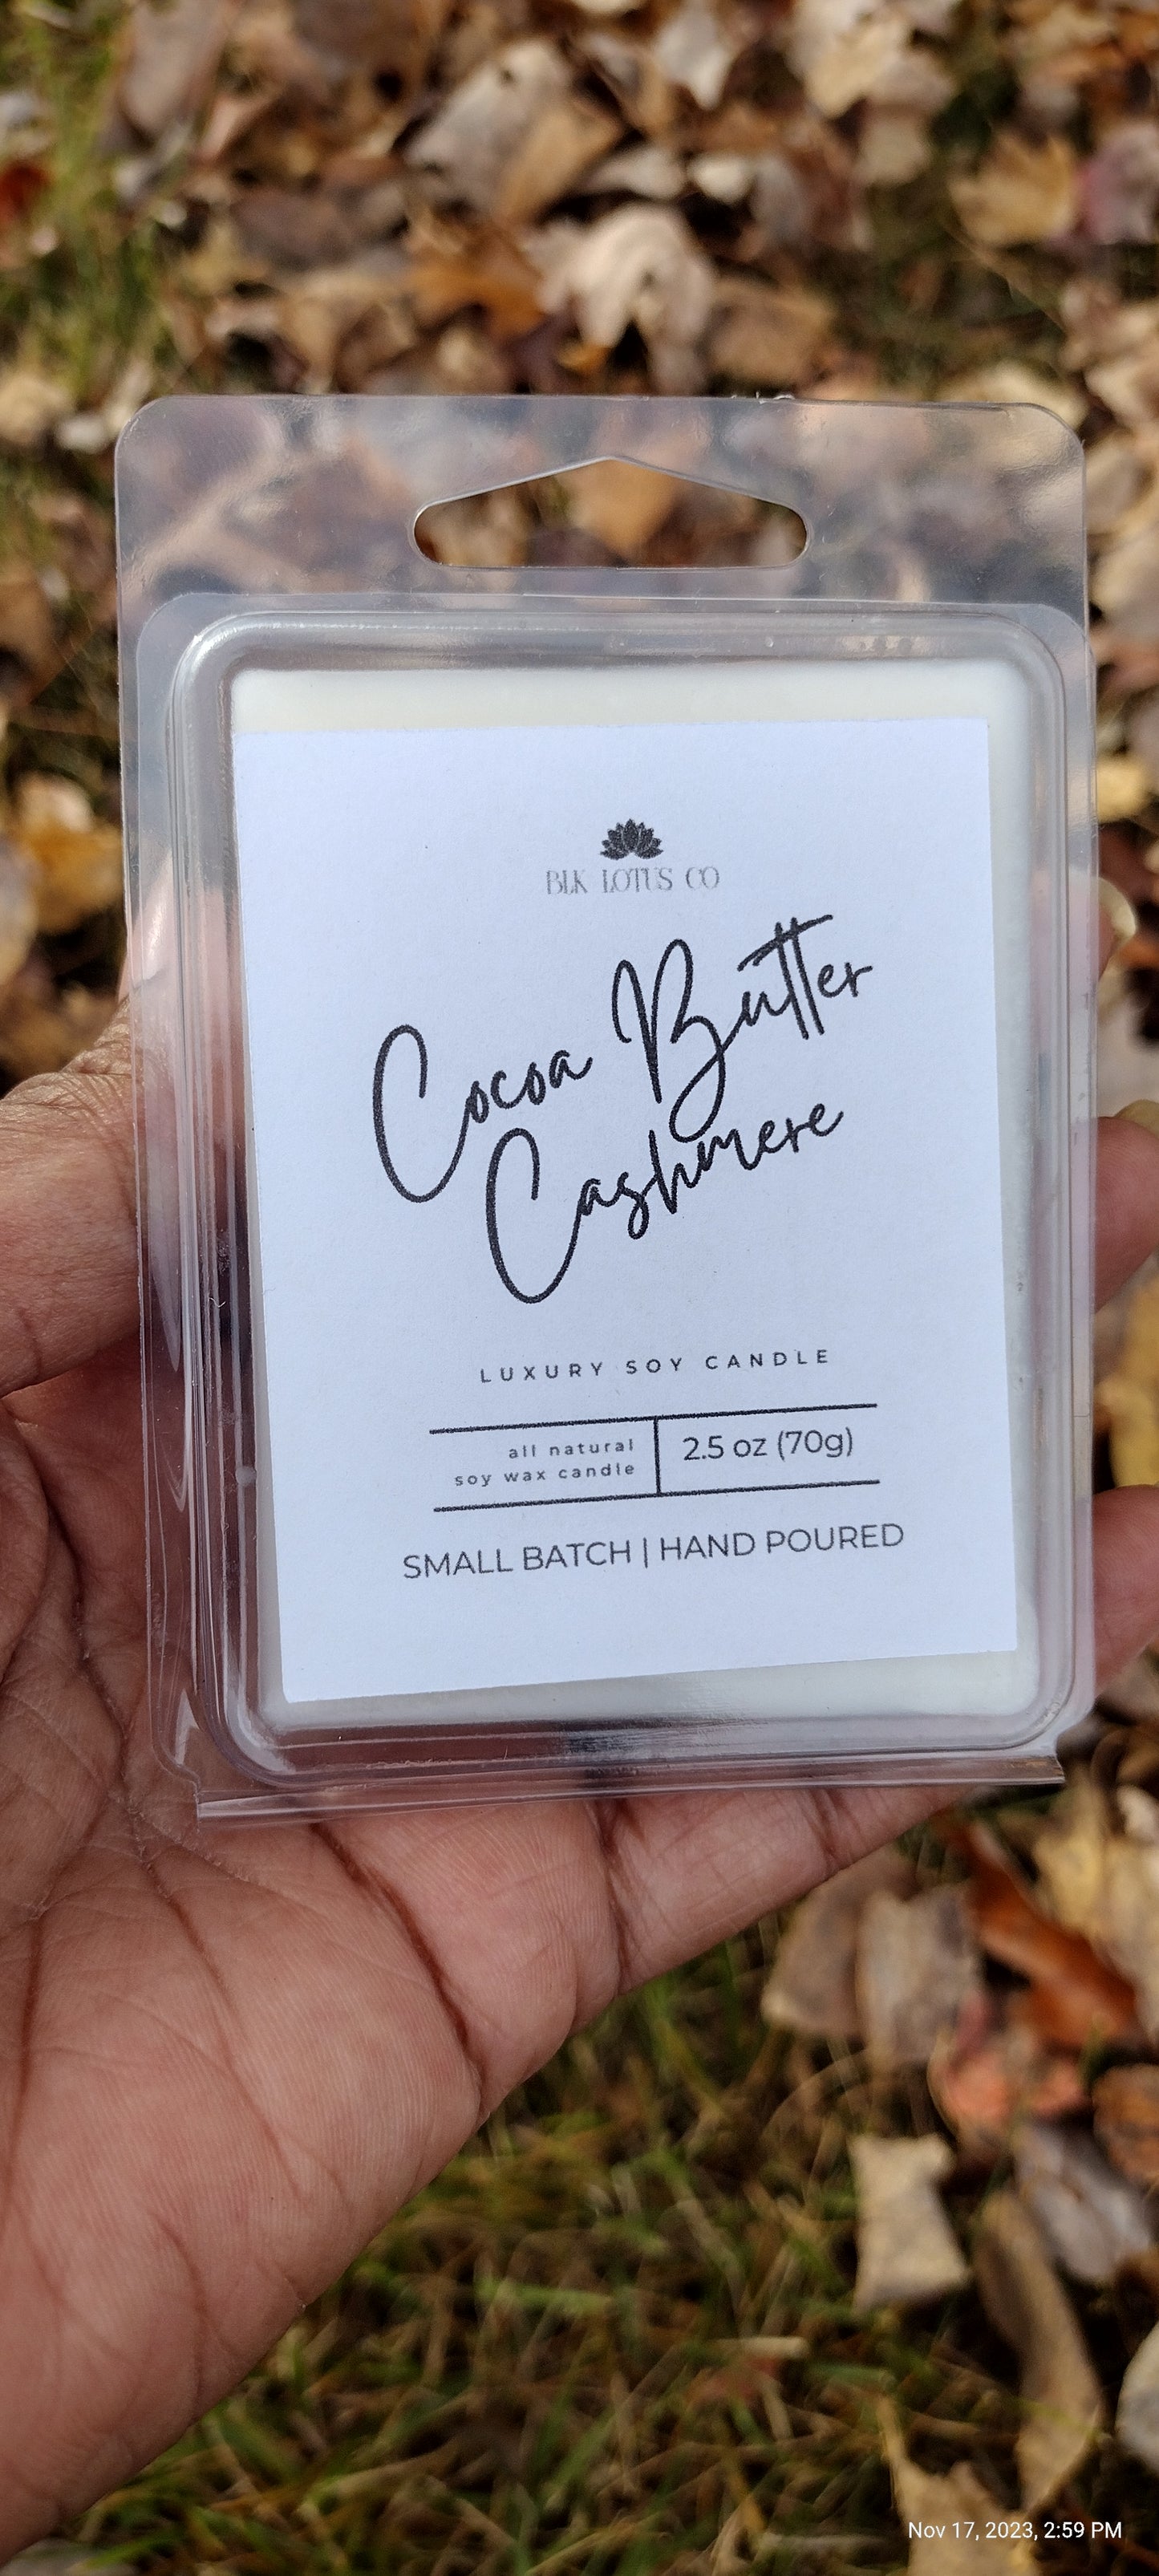 BLK LOTUS CO
Cocoa Butter
Cashmere
LUXURY SOY CANDLE
all natural
soy wax candle
2.5 oz (70g)
SMALL BATCH | HAND POURED
Nov 17, 2023, 2:59 PM